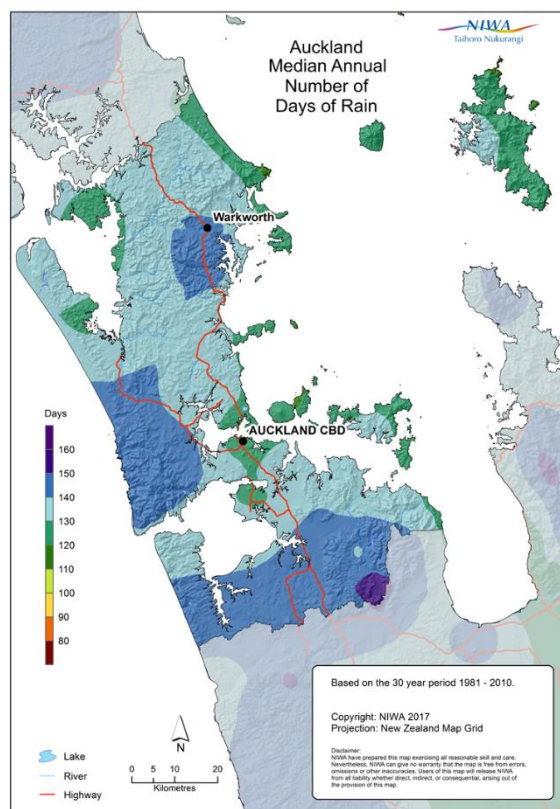 Auckland
Median Annual
Number of
Days of Rain
NIWA
Taihoro Nukurangi
Warkworth
AUCKLAND CBD
Days
160
150
140
130
120
110
100
90
80
Lake
River
Highway
N
20 10 0 20
Kilometres
Based on the 30 year period 1981 - 2010.
Copyright: NIWA 2017
Projection: New Zealand Map Grid
Disclaimer:
NIWA have prepared this map exercising all reasonable skill and care.
Nevertheless, NIWA can give no warranty that the map is free from errors,
omissions or other inaccuracies. Users of this map will release NIWA
from all liability whether direct, indirect, or consequential, arising out of
the provision of this map.